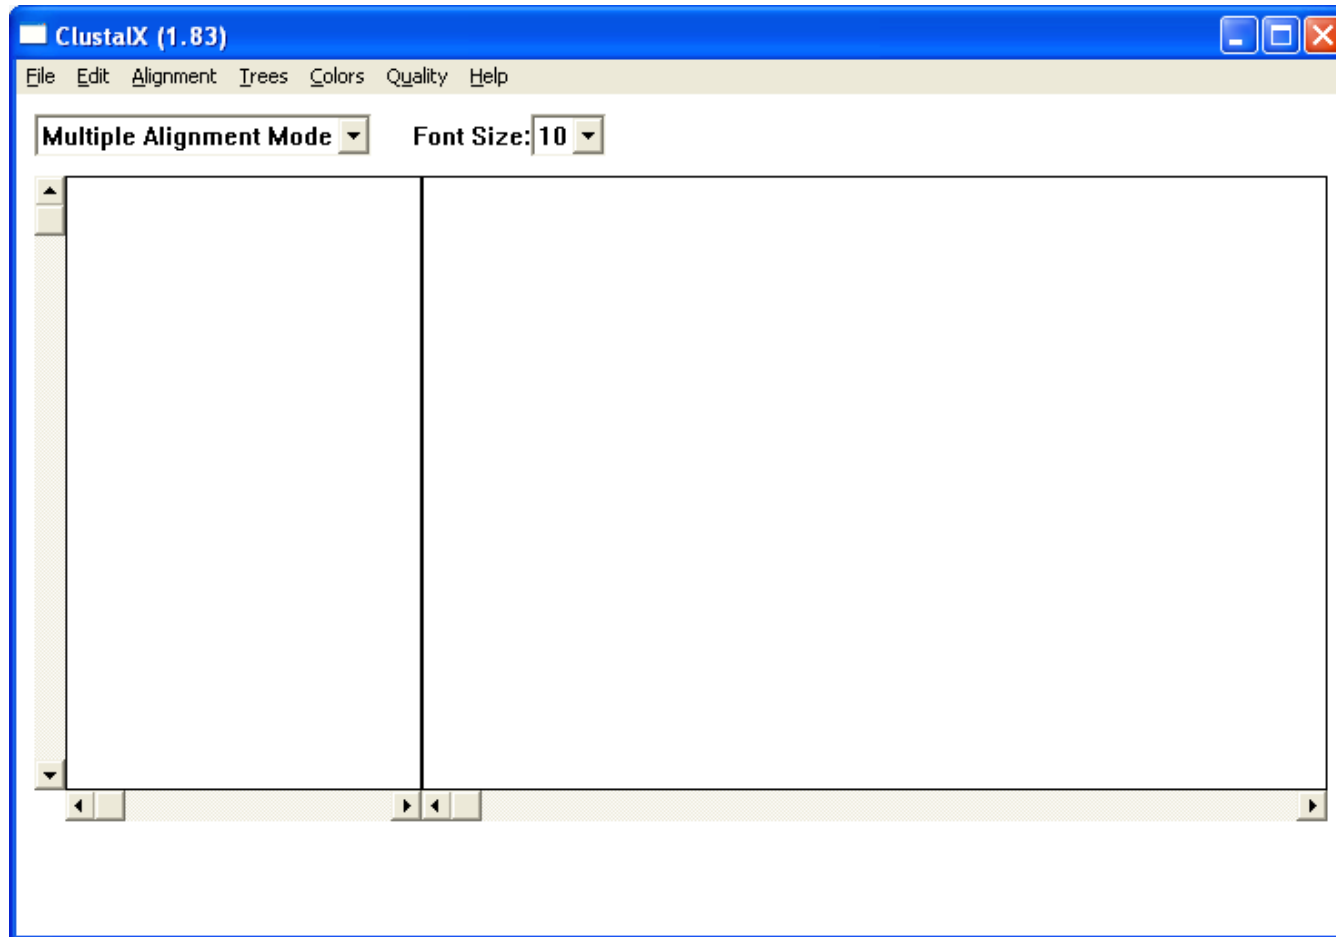 ClustalX (1.83)
File Edit Alignment Trees Colors Quality Help
Multiple Alignment Mode Font Size: 10